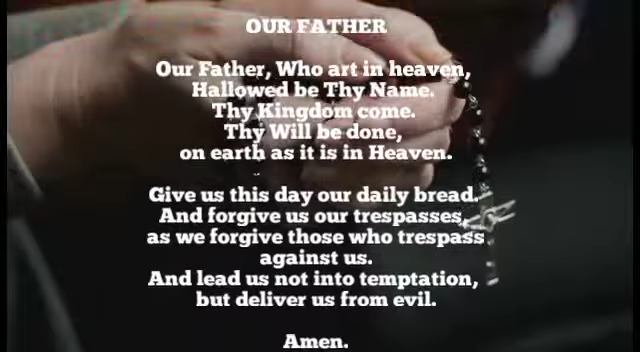 OUR FATHER
Our Father, Who art in heaven,
Hallowed be Thy Name.
Thy Kingdom come.
Thy Will be done,
on earth as it is in Heaven.
Give us this day our daily bread.
And forgive us our trespasses,
as we forgive those who trespass
against us.
And lead us not into temptation,
but deliver us from evil.
Amen.